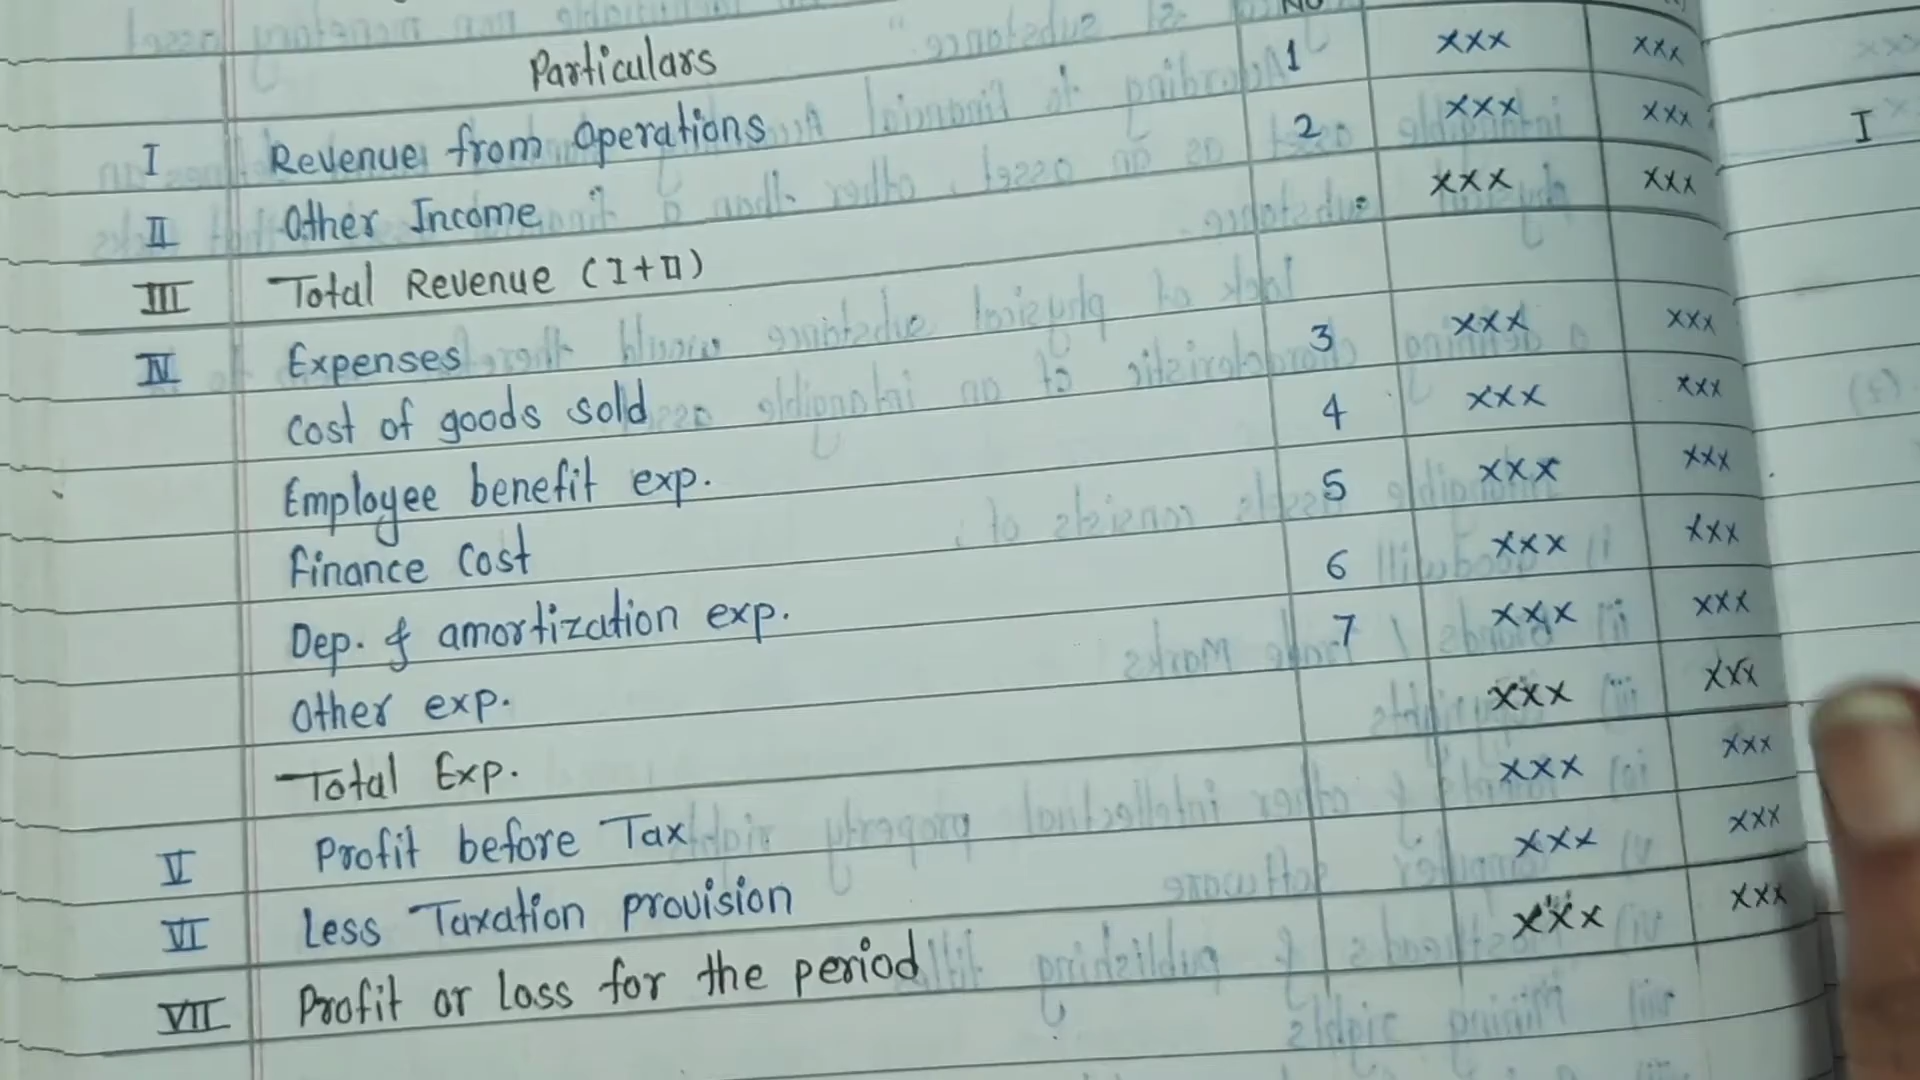 Particulars No
I Revenue from operations 1 xxx xxx
II Other Income 2 xxx xxx
III Total Revenue (I+II) xxx xxx
IV Expenses
Cost of goods sold 3 xxx xxx
Employee benefit exp. 4 xxx xxx
Finance Cost 5 xxx xxx
Dep. & amortization exp. 6 xxx xxx
Other exp. 7 xxx xxx
Total Exp. xxx xxx
V Profit before Tax xxx xxx
VI Less Taxation provision xxx xxx
VII Profit or loss for the period xxx xxx
I